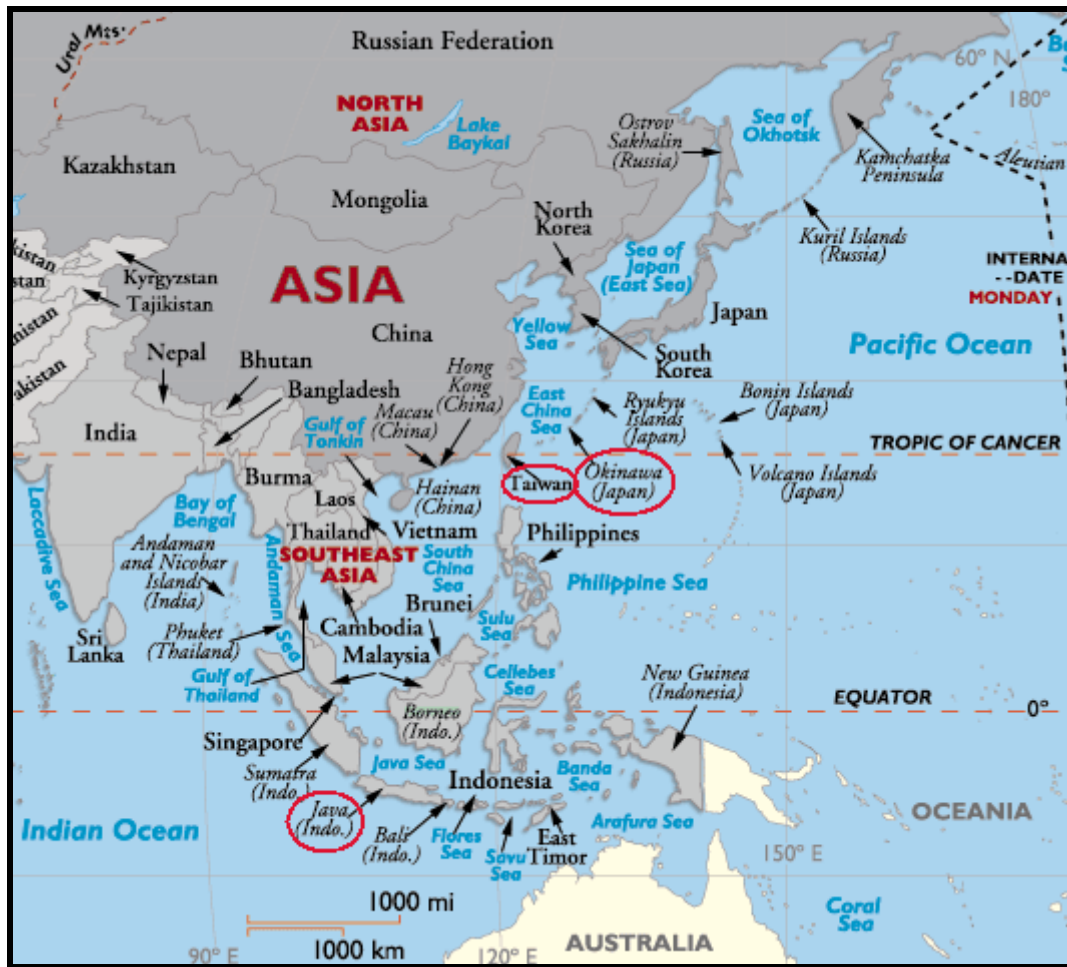 Ural Mts.
Russian Federation
60° N
180°
NORTH
ASIA
Lake
Baykal
Ostrov
Sakhalin
(Russia)
Sea of
Okhotsk
Kamchatka
Peninsula
Aleutian
Kazakhstan
Mongolia
North
Korea
Kuril Islands
(Russia)
Sea of
Japan
(East Sea)
INTERNA
--DATE
MONDAY
Kyrgyzstan
Tajikistan
ASIA
China
Japan
Yellow
Sea
South
Korea
Pacific Ocean
kistan
stan
nistan
akistan
Nepal
Bhutan
Bangladesh
Hong
Kong
(China)
Macau
(China)
East
China
Sea
Ryukyu
Islands
(Japan)
Bonin Islands
(Japan)
India
Gulf of
Tonkin
TROPIC OF CANCER
Burma
Laos
Hainan
(China)
Taiwan
Okinawa
(Japan)
Volcano Islands
(Japan)
Laccadive Sea
Bay of
Bengal
Thailand
Vietnam
Philippines
SOUTHEAST
ASIA
South
China
Sea
Philippine Sea
Andaman
and Nicobar
Islands
(India)
Andaman
Sea
Brunei
Sulu
Sea
Sri
Lanka
Phuket
(Thailand)
Cambodia
Malaysia
Gulf of
Thailand
Cellebes
Sea
New Guinea
(Indonesia)
EQUATOR
0°
Borneo
(Indo.)
Singapore
Sumatra
(Indo.)
Java Sea
Indonesia
Banda
Sea
OCEANIA
Indian Ocean
Java
(Indo.)
Bali
(Indo.)
Flores
Sea
Savu
Sea
East
Timor
Arafura Sea
150° E
1000 mi
1000 km
90° E
120° E
AUSTRALIA
Coral
Sea